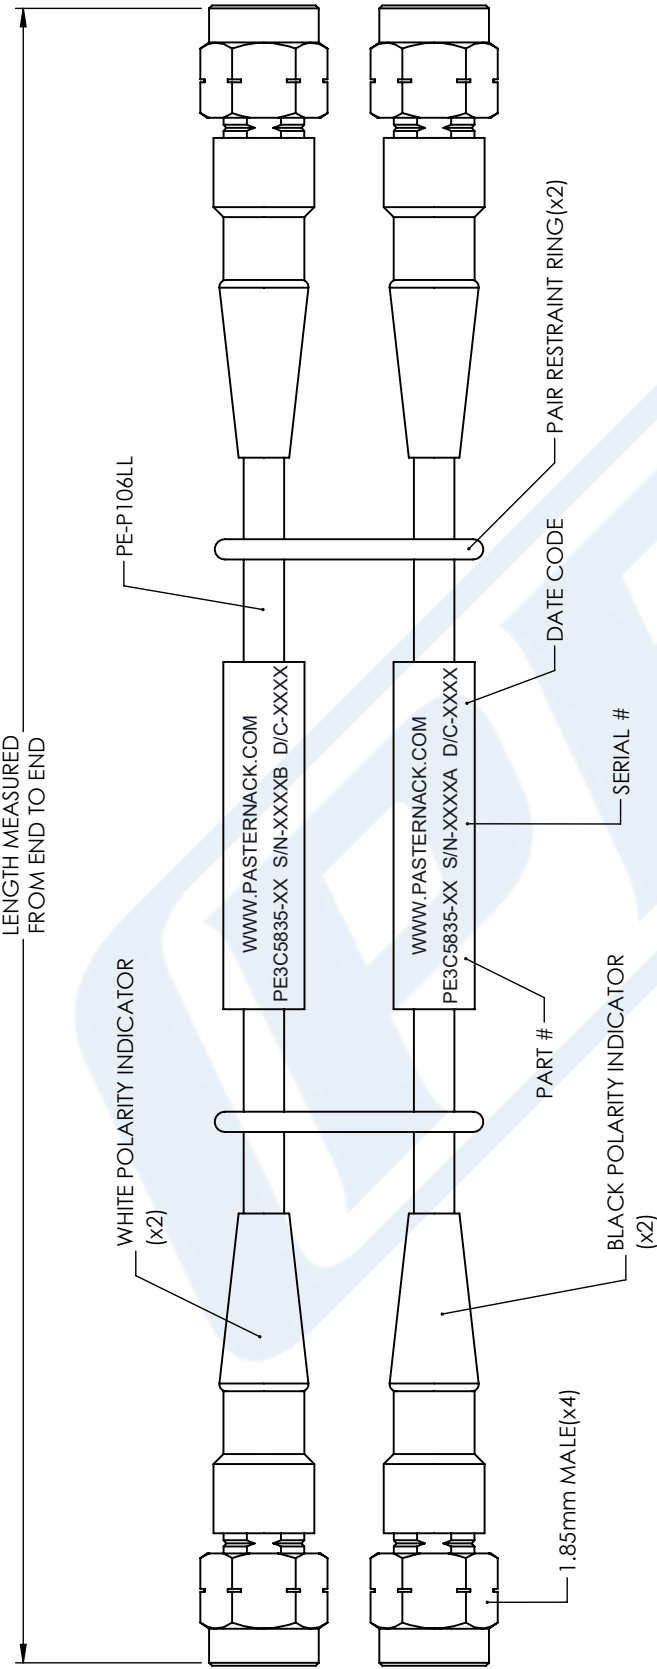 LENGTH MEASURED
FROM END TO END
PE-P106LL
PAIR RESTRAINT RING(x2)
WWW.PASTERNACK.COM
PE3C5835-XX S/N-XXXXB D/C-XXXX
WWW.PASTERNACK.COM
PE3C5835-XX S/N-XXXXA D/C-XXXX
DATE CODE
SERIAL #
PART #
WHITE POLARITY INDICATOR
(x2)
BLACK POLARITY INDICATOR
(x2)
1.85mm MALE(x4)